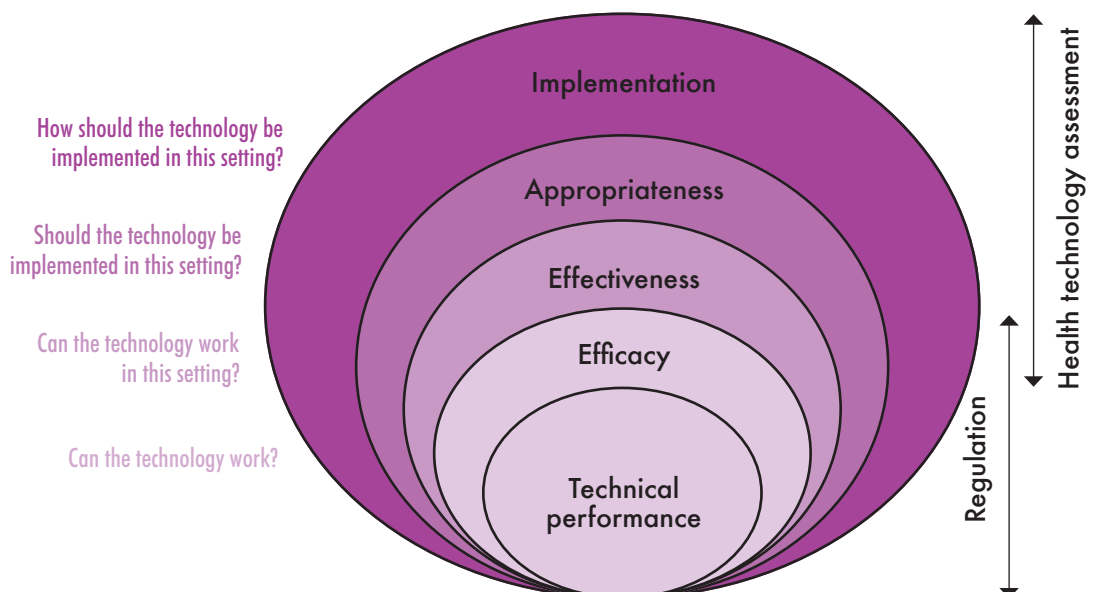 Implementation
How should the technology be
implemented in this setting?
Appropriateness
Should the technology be
implemented in this setting?
Effectiveness
Can the technology work
in this setting?
Efficacy
Can the technology work?
Technical
performance
Health technology assessment
Regulation